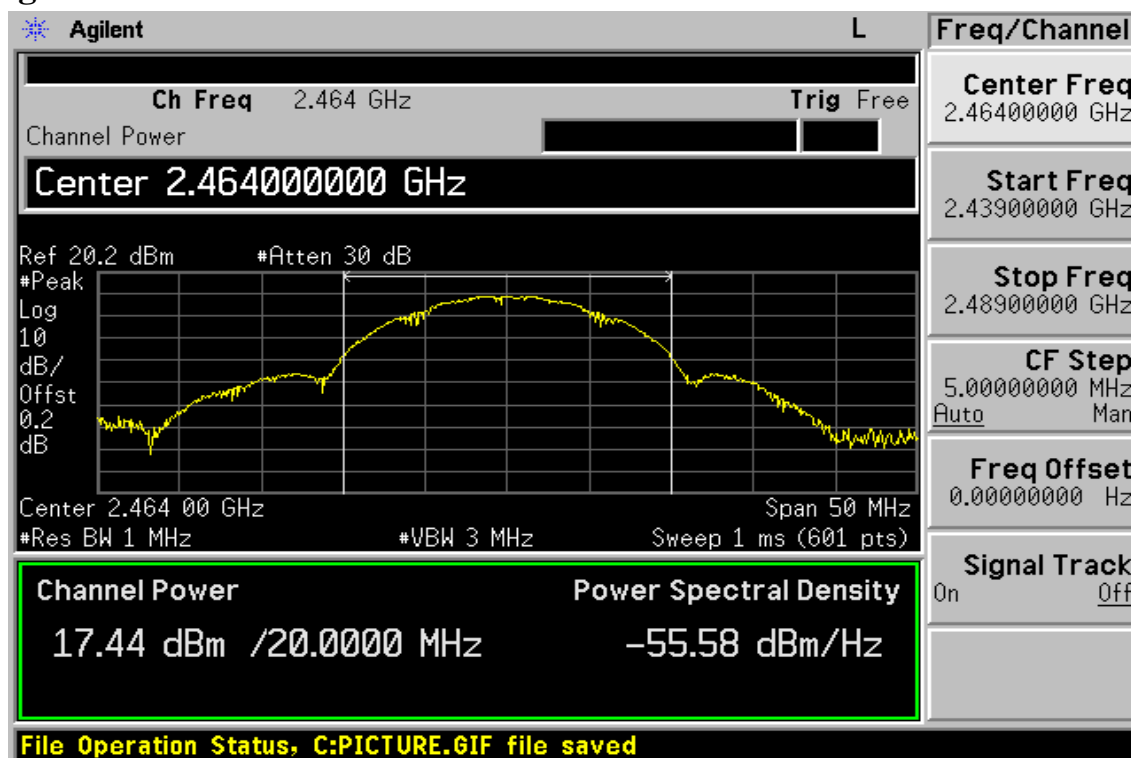 Agilent L
Ch Freq 2.464 GHz Trig Free
Channel Power
Center 2.464000000 GHz
Ref 20.2 dBm #Atten 30 dB
#Peak
Log
10
dB/
Offst
0.2
dB
Center 2.464 00 GHz Span 50 MHz
#Res BW 1 MHz #VBW 3 MHz Sweep 1 ms (601 pts)
Channel Power Power Spectral Density
17.44 dBm /20.0000 MHz -55.58 dBm/Hz
File Operation Status, C:PICTURE.GIF file saved
Freq/Channel
Center Freq
2.46400000 GHz
Start Freq
2.43900000 GHz
Stop Freq
2.48900000 GHz
CF Step
5.00000000 MHz
Auto Man
Freq Offset
0.00000000 Hz
Signal Track
On Off